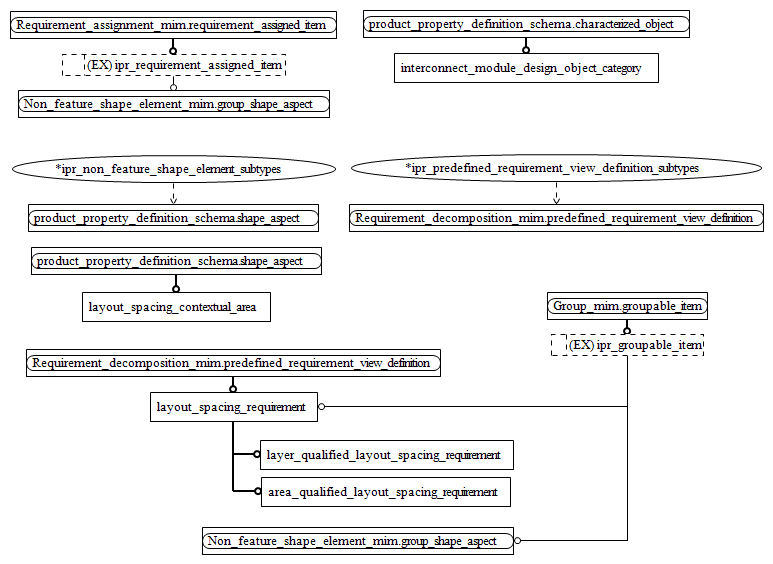 Requirement_assignment_mim.requirement_assigned_item
product_property_definition_schema.characterized_object
(EX) ipr_requirement_assigned_item
interconnect_module_design_object_category
Non_feature_shape_element_mim.group_shape_aspect
*ipr_non_feature_shape_element_subtypes
*ipr_predefined_requirement_view_definition_subtypes
product_property_definition_schema.shape_aspect
Requirement_decomposition_mim.predefined_requirement_view_definition
product_property_definition_schema.shape_aspect
layout_spacing_contextual_area
Group_mim.groupable_item
(EX) ipr_groupable_item
Requirement_decomposition_mim.predefined_requirement_view_definition
layout_spacing_requirement
layer_qualified_layout_spacing_requirement
area_qualified_layout_spacing_requirement
Non_feature_shape_element_mim.group_shape_aspect